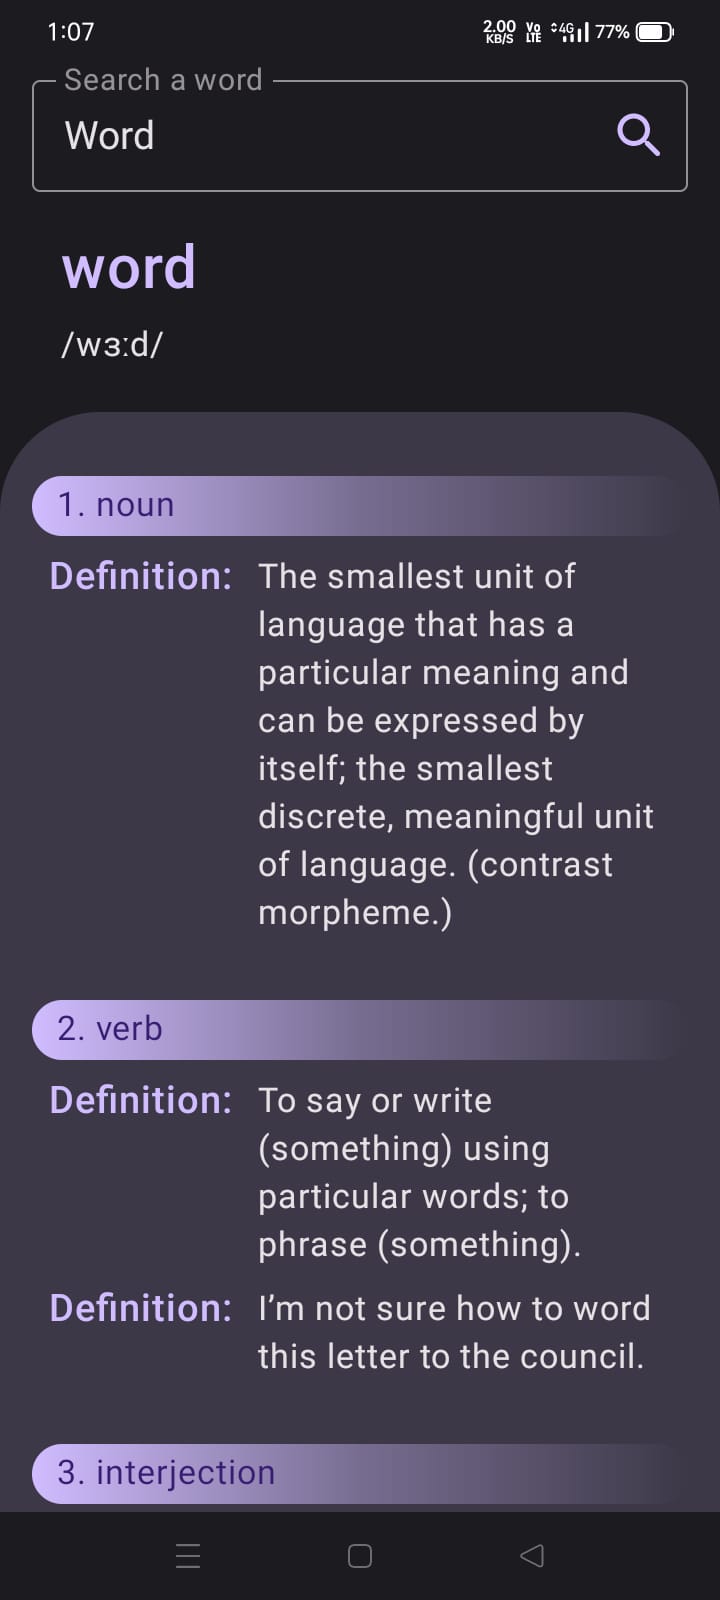 1:07
2.00 KB/S Vo LTE 4G 77%
Search a word
Word
word
/wɜːd/
1. noun
Definition: The smallest unit of
language that has a
particular meaning and
can be expressed by
itself; the smallest
discrete, meaningful unit
of language. (contrast
morpheme.)
2. verb
Definition: To say or write
(something) using
particular words; to
phrase (something).
Definition: I’m not sure how to word
this letter to the council.
3. interjection